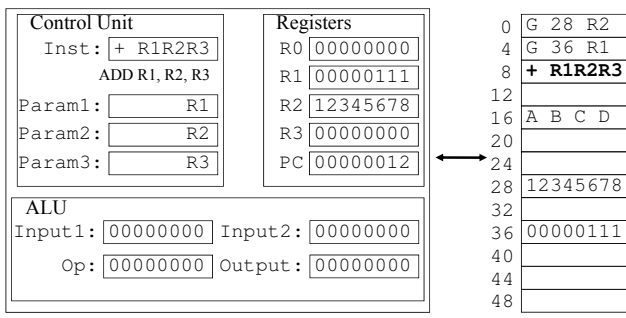 Control Unit
Inst: + R1R2R3
ADD R1, R2, R3
Param1: R1
Param2: R2
Param3: R3
Registers
R0 00000000
R1 00000111
R2 12345678
R3 00000000
PC 00000012
ALU
Input1: 00000000 Input2: 00000000
Op: 00000000 Output: 00000000
0 G 28 R2
4 G 36 R1
8 + R1R2R3
12
16 A B C D
20
24
28 12345678
32
36 00000111
40
44
48